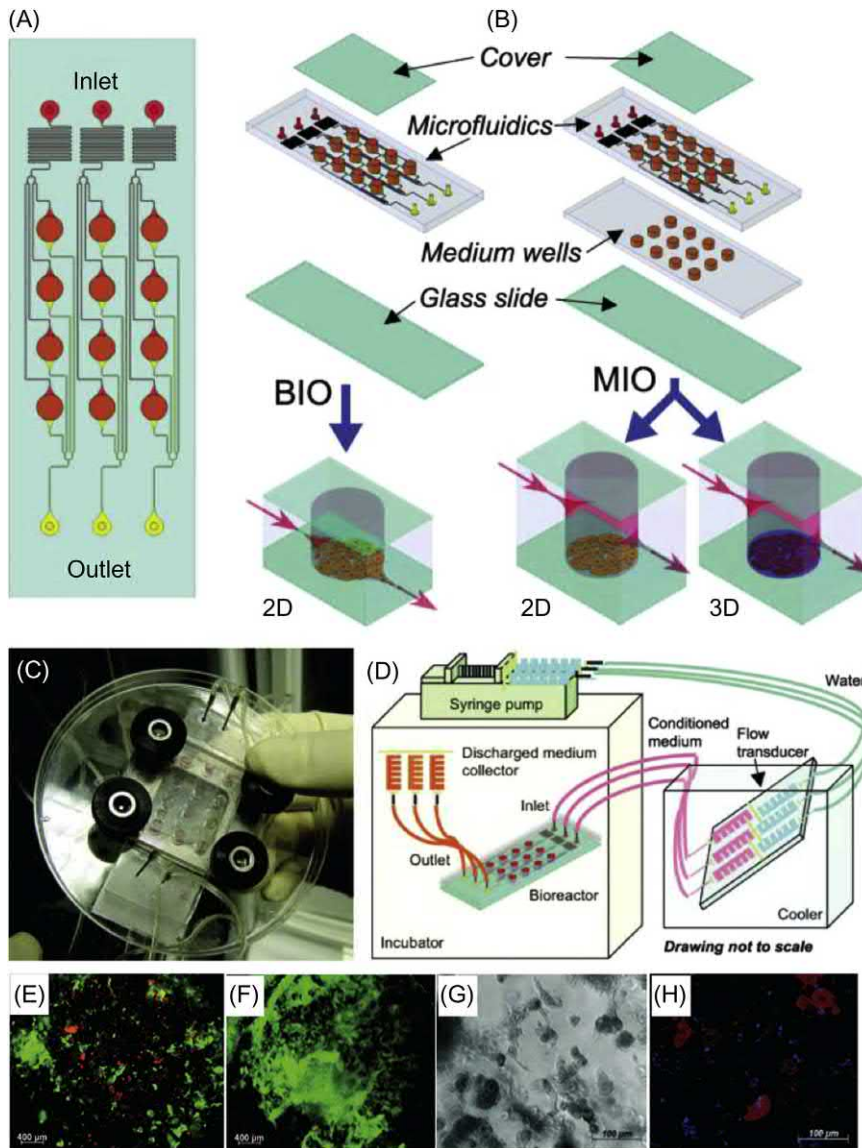 (A)
Inlet
Outlet
(B)
Cover
Microfluidics
Medium wells
Glass slide
BIO
MIO
2D
2D
3D
(C)
(D)
Syringe pump
Water
Discharged medium
collector
Conditioned
medium
Flow
transducer
Inlet
Outlet
Bioreactor
Incubator
Cooler
Drawing not to scale
(E)
400 μm
(F)
400 μm
(G)
100 μm
(H)
100 μm